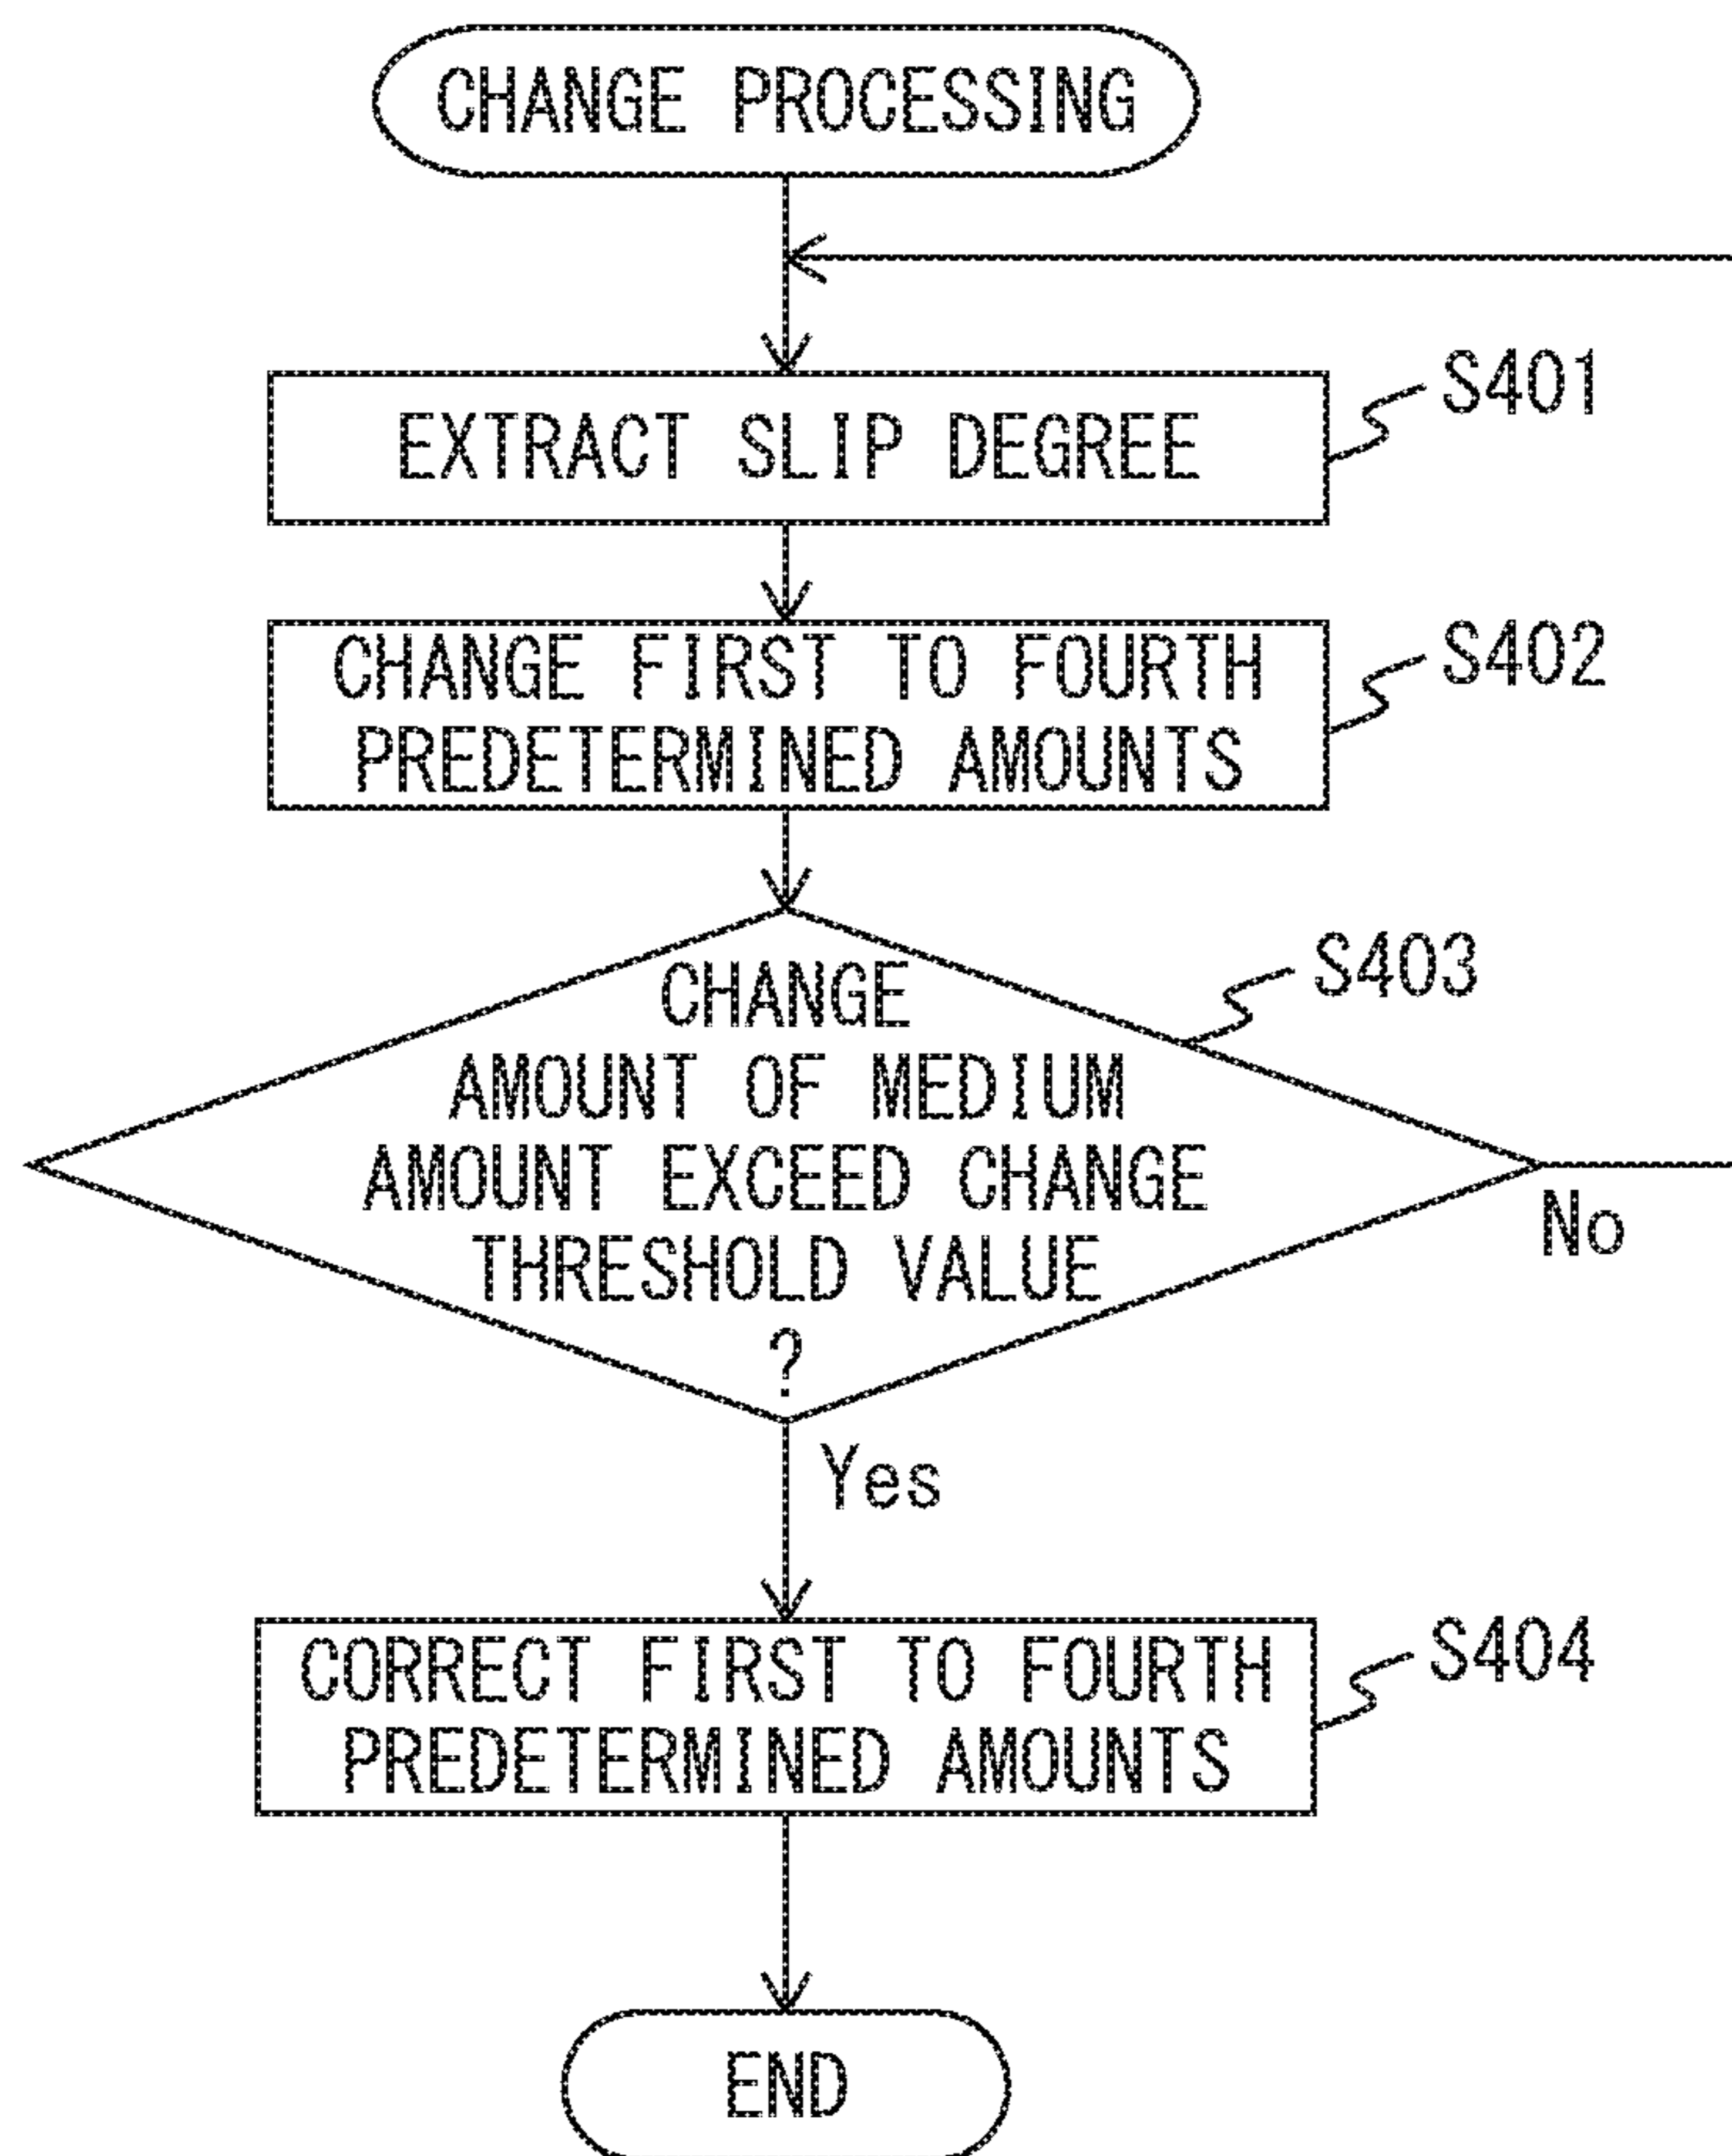 CHANGE PROCESSING
EXTRACT SLIP DEGREE
S401
CHANGE FIRST TO FOURTH
PREDETERMINED AMOUNTS
S402
CHANGE
AMOUNT OF MEDIUM
AMOUNT EXCEED CHANGE
THRESHOLD VALUE
?
S403
No
Yes
CORRECT FIRST TO FOURTH
PREDETERMINED AMOUNTS
S404
END